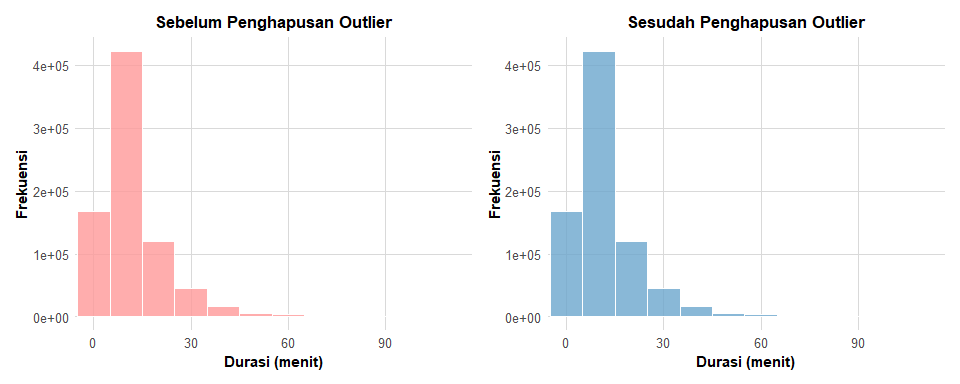 Sebelum Penghapusan Outlier
Frekuensi
4e+05
3e+05
2e+05
1e+05
0e+00
0 30 60 90
Durasi (menit)
Sesudah Penghapusan Outlier
Frekuensi
4e+05
3e+05
2e+05
1e+05
0e+00
0 30 60 90
Durasi (menit)